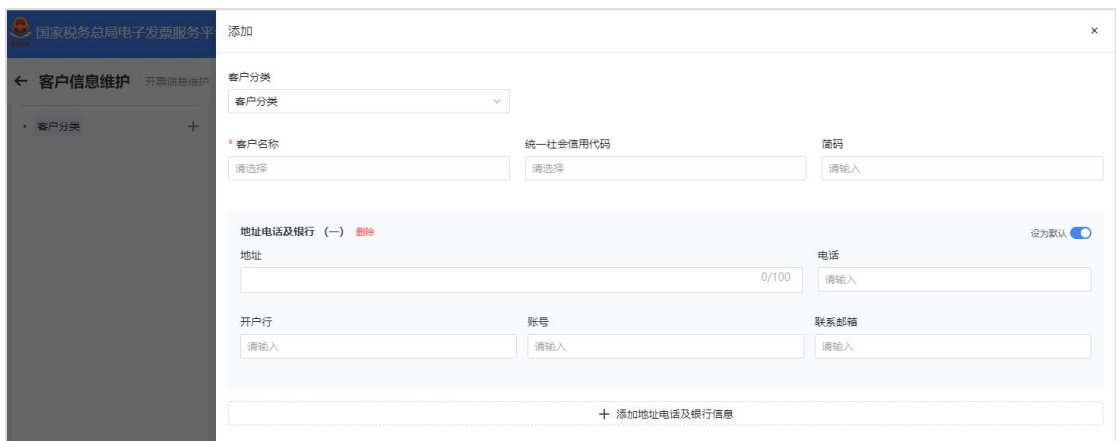 国家税务总局电子发票服务平
添加
×
← 客户信息维护 开票信息维护
客户分类 +
客户分类
客户分类
* 客户名称 统一社会信用代码 简码
请选择 请选择 请输入
地址电话及银行 (一) 删除 设为默认
地址 电话
0/100 请输入
开户行 账号 联系邮箱
请输入 请输入 请输入
+ 添加地址电话及银行信息